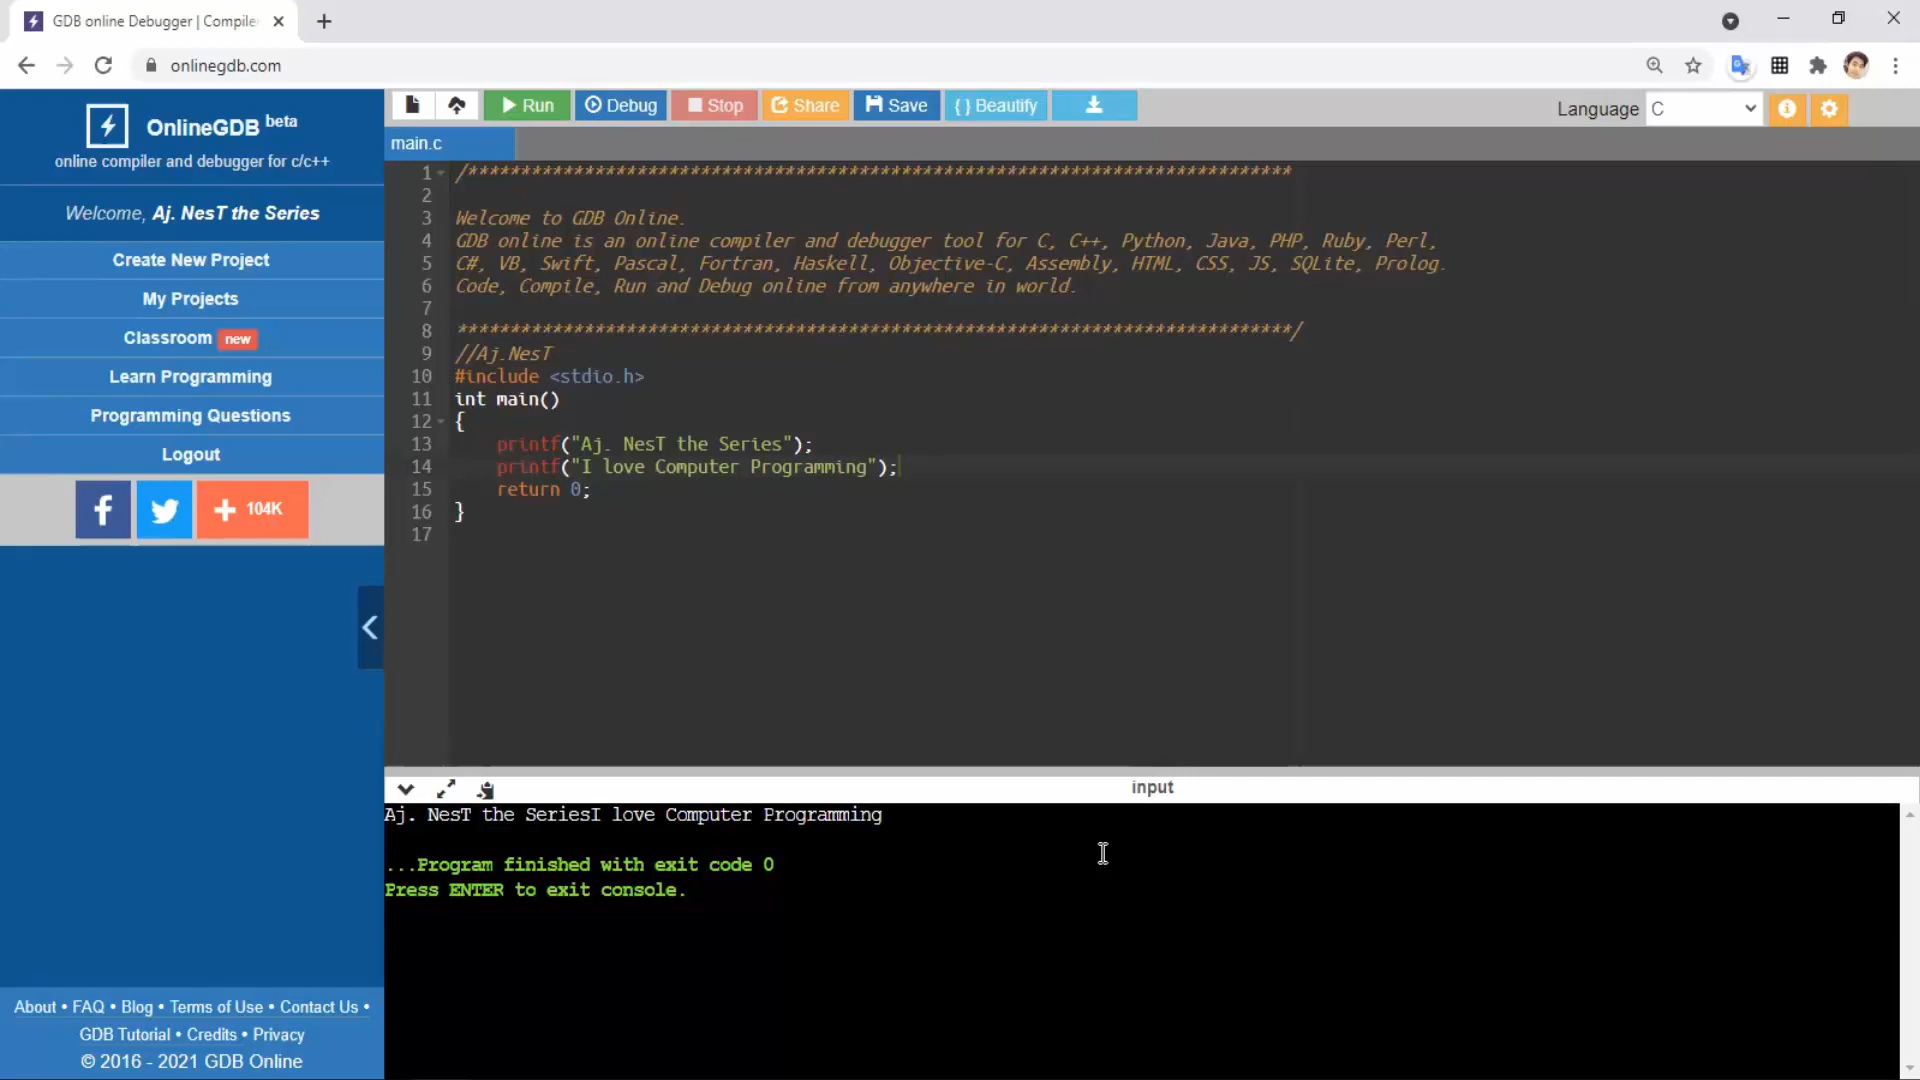 GDB online Debugger | Compile
onlinegdb.com
OnlineGDB beta
online compiler and debugger for c/c++
Welcome, Aj. NesT the Series
Create New Project
My Projects
Classroom new
Learn Programming
Programming Questions
Logout
f
+ 104K
About • FAQ • Blog • Terms of Use • Contact Us •
GDB Tutorial • Credits • Privacy
© 2016 - 2021 GDB Online
Run Debug Stop Share Save {} Beautify
Language C
main.c
1 /******************************************************************************
2
3 Welcome to GDB Online.
4 GDB online is an online compiler and debugger tool for C, C++, Python, Java, PHP, Ruby, Perl,
5 C#, VB, Swift, Pascal, Fortran, Haskell, Objective-C, Assembly, HTML, CSS, JS, SQLite, Prolog.
6 Code, Compile, Run and Debug online from anywhere in world.
7
8 *******************************************************************************/
9 //Aj.NesT
10 #include <stdio.h>
11 int main()
12 {
13 printf("Aj. NesT the Series");
14 printf("I love Computer Programming");
15 return 0;
16 }
17
input
Aj. NesT the SeriesI love Computer Programming
...Program finished with exit code 0
Press ENTER to exit console.